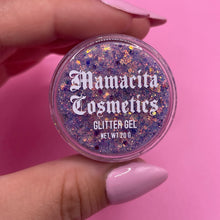 Mamacita
Cosmetics
GLITTER GEL
NET WT 20 G